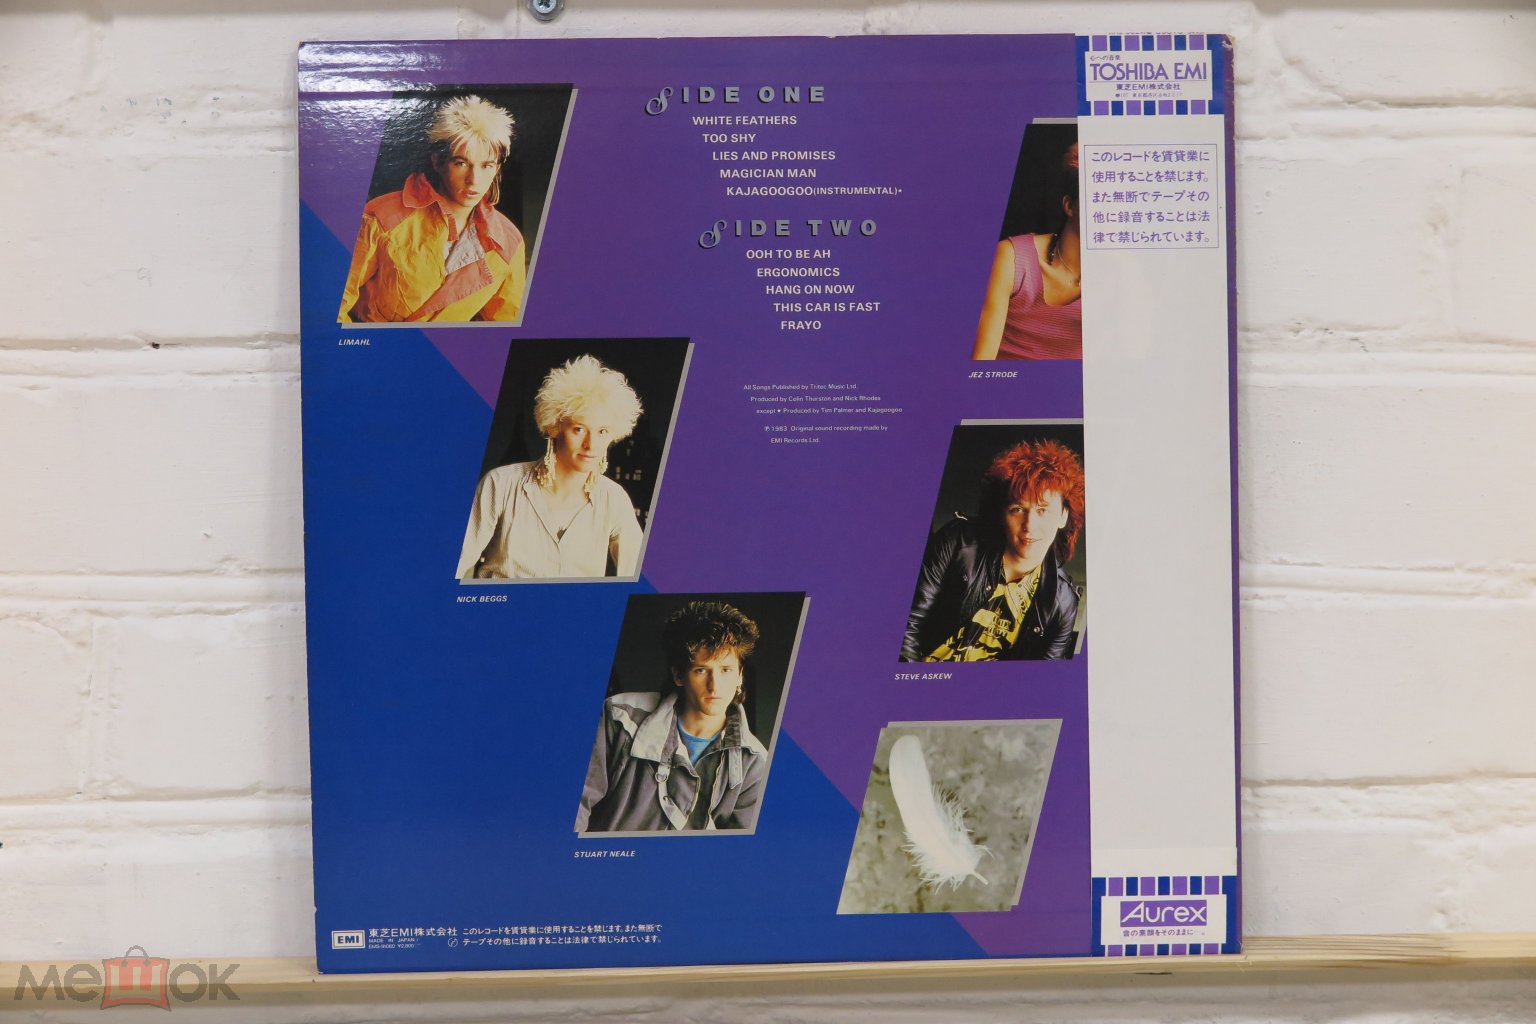 SIDE ONE
WHITE FEATHERS
TOO SHY
LIES AND PROMISES
MAGICIAN MAN
KAJAGOOGOO(INSTRUMENTAL)★
SIDE TWO
OOH TO BE AH
ERGONOMICS
HANG ON NOW
THIS CAR IS FAST
FRAYO
All Songs Published by Tritec Music Ltd.
Produced by Colin Thurston and Nick Rhodes
except ★ Produced by Tim Palmer and Kajagoogoo
℗ 1983 Original sound recording made by
EMI Records Ltd.
LIMAHL
NICK BEGGS
STUART NEALE
JEZ STRODE
STEVE ASKEW
EMI 東芝EMI株式会社
MADE IN JAPAN
このレコードを賃貸業に使用することを禁じます。また無断で
テープその他に録音することは法律で禁じられています。
心への音楽
TOSHIBA EMI
東芝EMI株式会社
このレコードを賃貸業に
使用することを禁じます。
また無断でテープその
他に録音することは法
律で禁じられています。
Aurex
音の素顔をそのままに
мешок